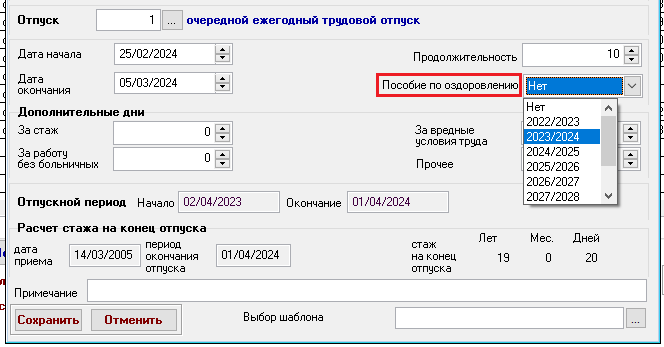 Отпуск 1 ... очередной ежегодный трудовой отпуск
Дата начала 25/02/2024 Продолжительность 10
Дата
окончания 05/03/2024 Пособие по оздоровлению Нет
Нет
2022/2023
2023/2024
2024/2025
2025/2026
2026/2027
2027/2028
Дополнительные дни
За стаж 0 За вредные
условия труда
За работу
без больничных 0 Прочее
Отпускной период Начало 02/04/2023 Окончание 01/04/2024
Расчет стажа на конец отпуска
дата
приема 14/03/2005 период
окончания
отпуска 01/04/2024 стаж
на конец
отпуска Лет Мес. Дней
19 0 20
Примечание
Сохранить Отменить Выбор шаблона ...